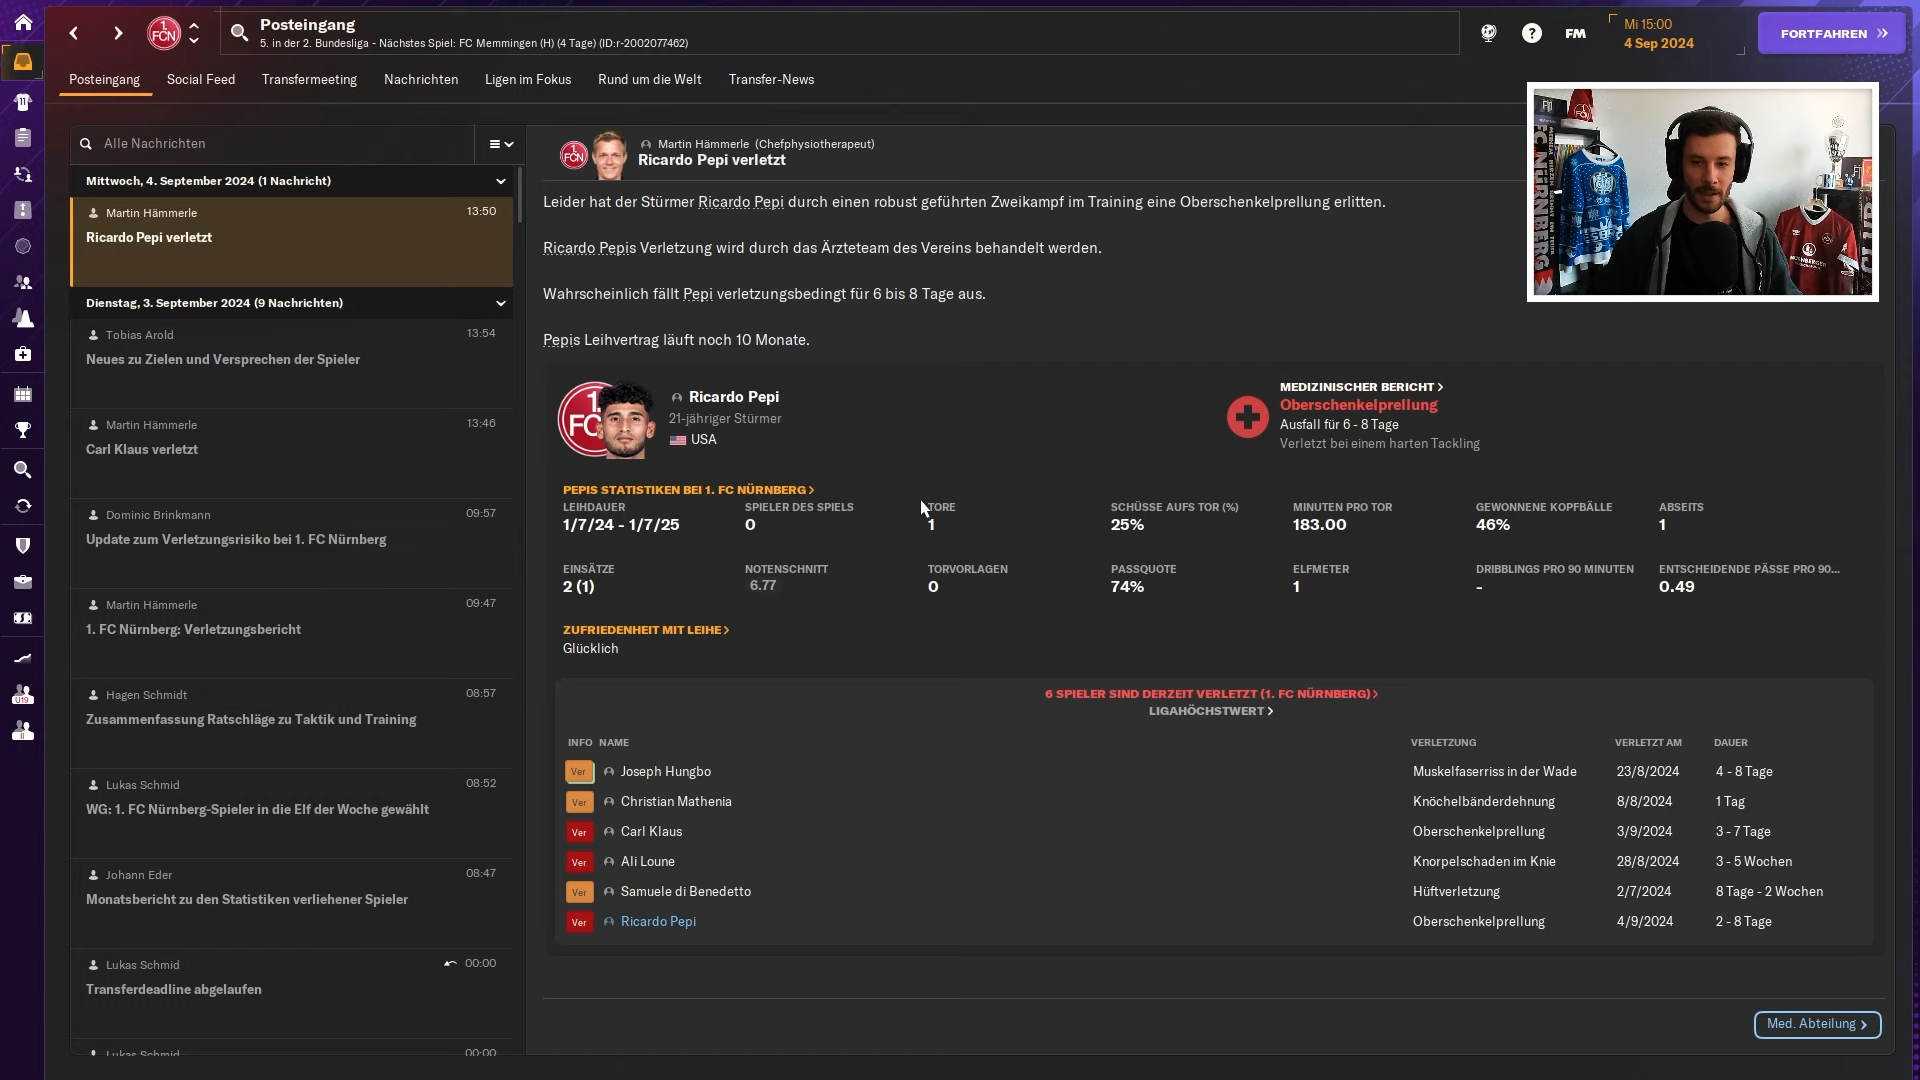 Posteingang
5. in der 2. Bundesliga - Nächstes Spiel: FC Memmingen (H) (4 Tage) (ID:r-2002077462)
FM
Mi 15:00
4 Sep 2024
FORTFAHREN
Posteingang
Social Feed
Transfermeeting
Nachrichten
Ligen im Fokus
Rund um die Welt
Transfer-News
Alle Nachrichten
Mittwoch, 4. September 2024 (1 Nachricht)
Martin Hämmerle
13:50
Ricardo Pepi verletzt
Dienstag, 3. September 2024 (9 Nachrichten)
Tobias Arold
13:54
Neues zu Zielen und Versprechen der Spieler
Martin Hämmerle
13:46
Carl Klaus verletzt
Dominic Brinkmann
09:57
Update zum Verletzungsrisiko bei 1. FC Nürnberg
Martin Hämmerle
09:47
1. FC Nürnberg: Verletzungsbericht
Hagen Schmidt
08:57
Zusammenfassung Ratschläge zu Taktik und Training
Lukas Schmid
08:52
WG: 1. FC Nürnberg-Spieler in die Elf der Woche gewählt
Johann Eder
08:47
Monatsbericht zu den Statistiken verliehener Spieler
Lukas Schmid
00:00
Transferdeadline abgelaufen
Lukas Schmid
00:00
U19
II
Martin Hämmerle (Chefphysiotherapeut)
Ricardo Pepi verletzt
Leider hat der Stürmer Ricardo Pepi durch einen robust geführten Zweikampf im Training eine Oberschenkelprellung erlitten.
Ricardo Pepis Verletzung wird durch das Ärzteteam des Vereins behandelt werden.
Wahrscheinlich fällt Pepi verletzungsbedingt für 6 bis 8 Tage aus.
Pepis Leihvertrag läuft noch 10 Monate.
Ricardo Pepi
21-jähriger Stürmer
USA
MEDIZINISCHER BERICHT
Oberschenkelprellung
Ausfall für 6 - 8 Tage
Verletzt bei einem harten Tackling
PEPIS STATISTIKEN BEI 1. FC NÜRNBERG
LEIHDAUER
1/7/24 - 1/7/25
SPIELER DES SPIELS
0
TORE
1
SCHÜSSE AUFS TOR (%)
25%
MINUTEN PRO TOR
183.00
GEWONNENE KOPFBÄLLE
46%
ABSEITS
1
EINSÄTZE
2 (1)
NOTENSCHNITT
6.77
TORVORLAGEN
0
PASSQUOTE
74%
ELFMETER
1
DRIBBLINGS PRO 90 MINUTEN
-
ENTSCHEIDENDE PÄSSE PRO 90...
0.49
ZUFRIEDENHEIT MIT LEIHE
Glücklich
6 SPIELER SIND DERZEIT VERLETZT (1. FC NÜRNBERG)
LIGAHÖCHSTWERT
INFO NAME VERLETZUNG VERLETZT AM DAUER
Ver Joseph Hungbo Muskelfaserriss in der Wade 23/8/2024 4 - 8 Tage
Ver Christian Mathenia Knöchelbänderdehnung 8/8/2024 1 Tag
Ver Carl Klaus Oberschenkelprellung 3/9/2024 3 - 7 Tage
Ver Ali Loune Knorpelschaden im Knie 28/8/2024 3 - 5 Wochen
Ver Samuele di Benedetto Hüftverletzung 2/7/2024 8 Tage - 2 Wochen
Ver Ricardo Pepi Oberschenkelprellung 4/9/2024 2 - 8 Tage
Med. Abteilung